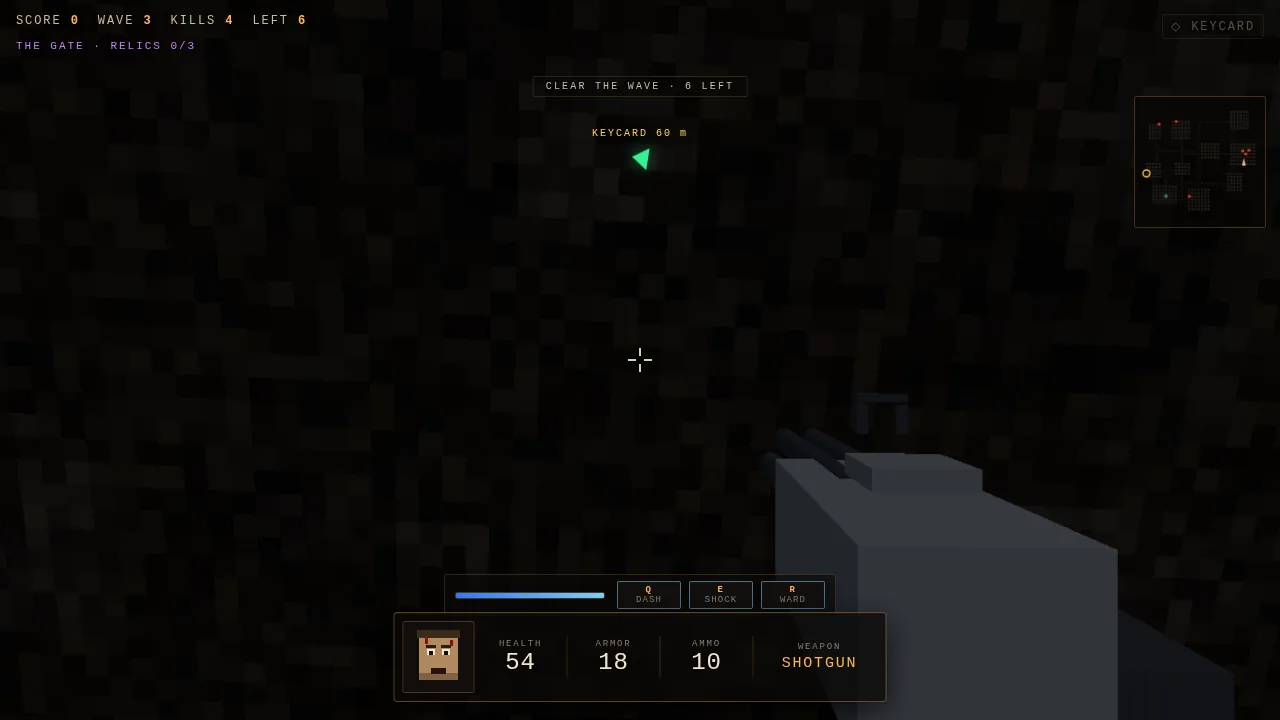 SCORE 0 WAVE 3 KILLS 4 LEFT 6
THE GATE · RELICS 0/3
◇ KEYCARD
CLEAR THE WAVE · 6 LEFT
KEYCARD 60 m
Q
DASH
E
SHOCK
R
WARD
HEALTH
54
ARMOR
18
AMMO
10
WEAPON
SHOTGUN